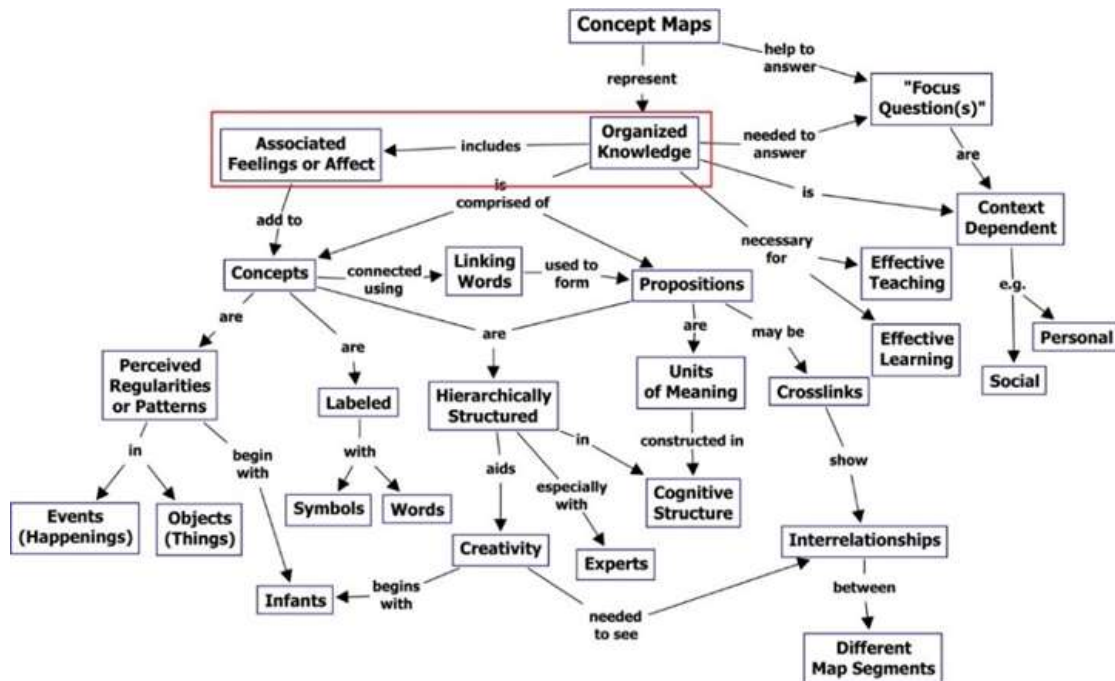 Concept Maps
help to
answer
represent
"Focus
Question(s)"
Associated
Feelings or Affect
includes
Organized
Knowledge
needed to
answer
are
is
comprised of
is
Context
Dependent
add to
necessary
for
Concepts
connected
using
Linking
Words
used to
form
Propositions
Effective
Teaching
e.g.
are
are
are
are
may be
Effective
Learning
Personal
Social
Perceived
Regularities
or Patterns
Labeled
Hierarchically
Structured
Units
of Meaning
Crosslinks
in
begin
with
with
in
constructed in
show
aids
especially
with
Events
(Happenings)
Objects
(Things)
Symbols
Words
Cognitive
Structure
Creativity
Experts
Interrelationships
Infants
begins
with
needed
to see
between
Different
Map Segments